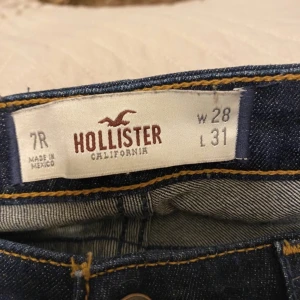 7R
MADE IN
MEXICO
HOLLISTER
CALIFORNIA
W 28
L 31